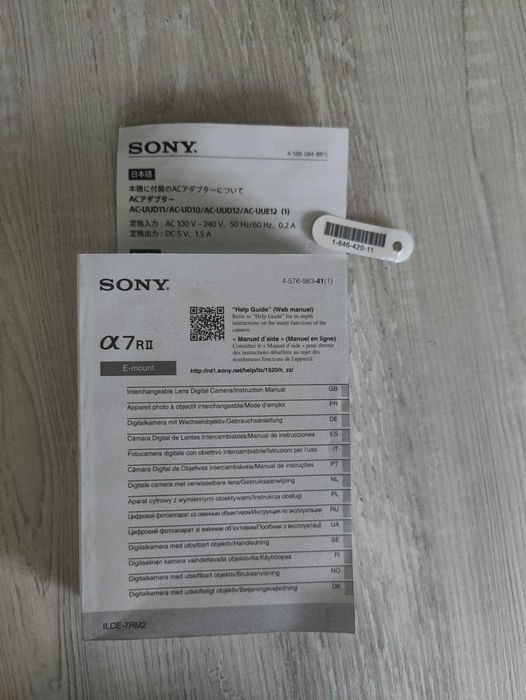 SONY®
4-588-084-01(1)
日本語
本機に付属のACアダプターについて
ACアダプター
AC-UUD11/AC-UD10/AC-UUD12/AC-UUE12 (1)
定格入力：AC 100 V – 240 V、50 Hz/60 Hz、0.2 A
定格出力：DC 5 V、1.5 A
1-846-420-11
SONY®
4-576-983-41(1)
α7RII
E-mount
"Help Guide" (Web manual)
Refer to "Help Guide" for in-depth
instructions on the many functions of the
camera.
« Manuel d'aide » (Manuel en ligne)
Consultez le « Manuel d'aide » pour obtenir
des instructions détaillées au sujet des
nombreuses fonctions de l'appareil.
http://rd1.sony.net/help/ilc/1520/h_zz/
Interchangeable Lens Digital Camera/Instruction Manual GB
Appareil photo à objectif interchangeable/Mode d'emploi FR
Digitalkamera mit Wechselobjektiv/Gebrauchsanleitung DE
Cámara Digital de Lentes Intercambiables/Manual de instrucciones ES
Fotocamera digitale con obiettivo intercambiabile/Istruzioni per l'uso IT
Câmara Digital de Objetivas intercambiáveis/Manual de instruções PT
Digitale camera met verwisselbare lens/Gebruiksaanwijzing NL
Aparat cyfrowy z wymiennymi obiektywami/Instrukcja obsługi PL
Цифровой фотоаппарат со сменным объективом/Инструкция по эксплуатации RU
Цифровий фотоапарат зі змінним об'єктивом/Посібник з експлуатації UA
Digitalkamera med utbytbart objektiv/Handledning SE
Digitaalinen kamera vaihdettavalla objektiivilla/Käyttöopas FI
Digitalkamera med utskiftbart objektiv/Bruksanvisning NO
Digitalkamera med udskifteligt objektiv/Betjeningsvejledning DK
ILCE-7RM2